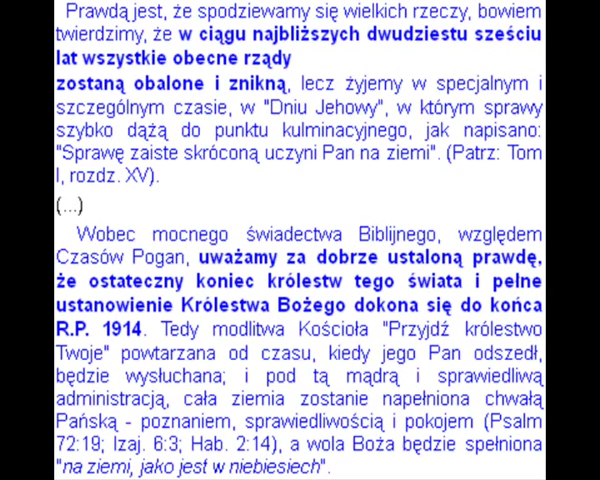 Prawdą jest, że spodziewamy się wielkich rzeczy, bowiem
twierdzimy, że w ciągu najbliższych dwudziestu sześciu
lat wszystkie obecne rządy
zostaną obalone i znikną, lecz żyjemy w specjalnym i
szczególnym czasie, w "Dniu Jehowy", w którym sprawy
szybko dążą do punktu kulminacyjnego, jak napisano:
"Sprawę zaiste skróconą uczyni Pan na ziemi". (Patrz: Tom
I, rozdz. XV).
(...)
Wobec mocnego świadectwa Biblijnego, względem
Czasów Pogan, uważamy za dobrze ustaloną prawdę,
że ostateczny koniec królestw tego świata i pełne
ustanowienie Królestwa Bożego dokona się do końca
R.P. 1914. Tedy modlitwa Kościoła "Przyjdź królestwo
Twoje" powtarzana od czasu, kiedy jego Pan odszedł,
będzie wysłuchana; i pod tą mądrą i sprawiedliwą
administracją, cała ziemia zostanie napełniona chwałą
Pańską - poznaniem, sprawiedliwością i pokojem (Psalm
72:19; Izaj. 6:3; Hab. 2:14), a wola Boża będzie spełniona
"na ziemi, jako jest w niebiesiech".